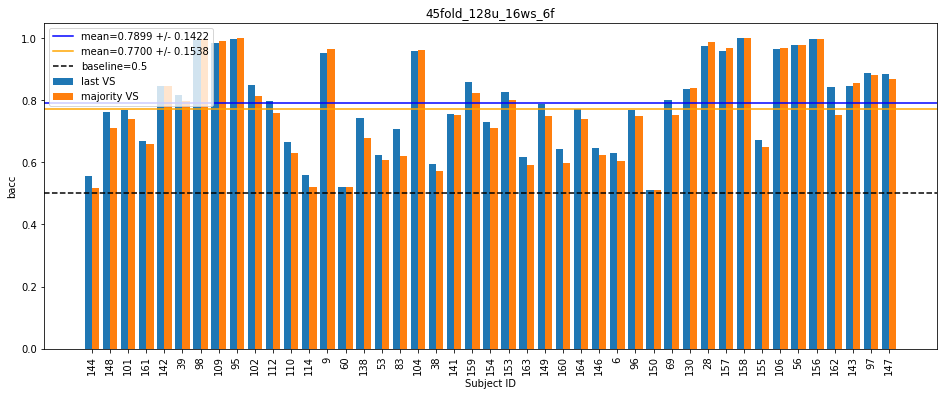 45fold_128u_16ws_6f
mean=0.7899 +/- 0.1422
mean=0.7700 +/- 0.1538
baseline=0.5
last VS
majority VS
bacc
1.0
0.8
0.6
0.4
0.2
0.0
144 148 101 161 142 39 98 109 95 102 112 110 114 9 60 138 53 83 104 38 141 159 154 153 163 149 160 164 146 6 96 150 69 130 28 157 158 155 106 56 156 162 143 97 147
Subject ID